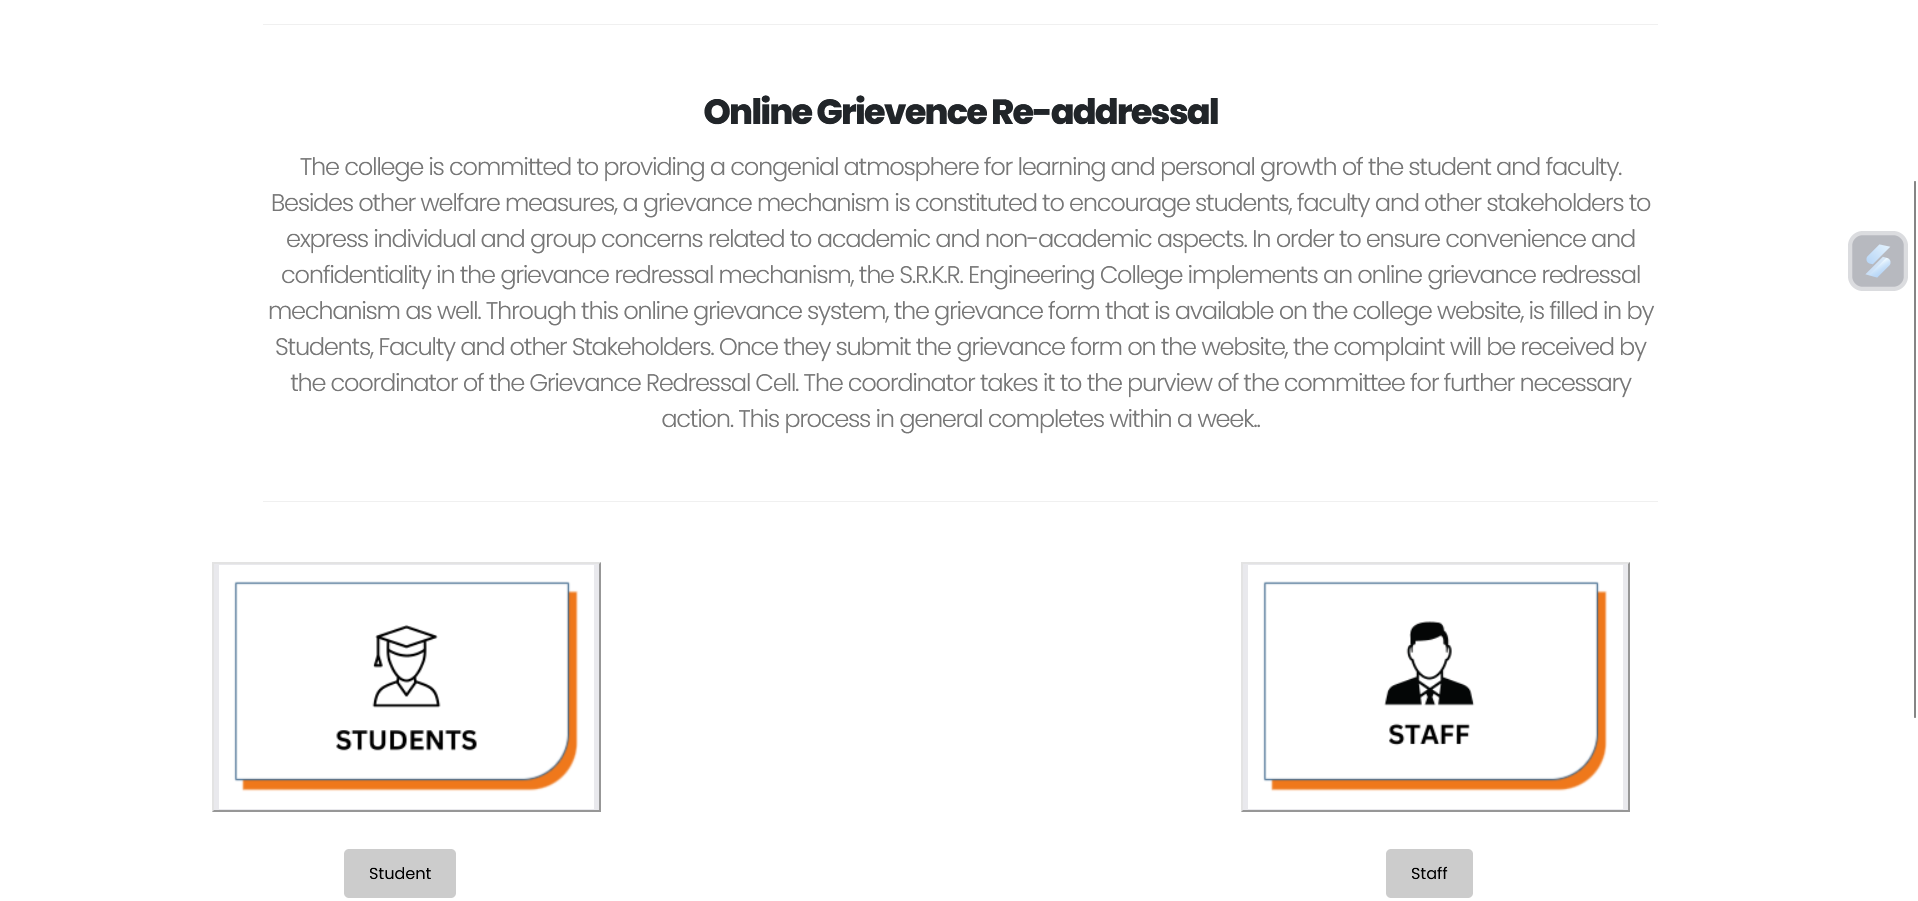 Online Grievence Re-addressal
The college is committed to providing a congenial atmosphere for learning and personal growth of the student and faculty.
Besides other welfare measures, a grievance mechanism is constituted to encourage students, faculty and other stakeholders to
express individual and group concerns related to academic and non-academic aspects. In order to ensure convenience and
confidentiality in the grievance redressal mechanism, the S.R.K.R. Engineering College implements an online grievance redressal
mechanism as well. Through this online grievance system, the grievance form that is available on the college website, is filled in by
Students, Faculty and other Stakeholders. Once they submit the grievance form on the website, the complaint will be received by
the coordinator of the Grievance Redressal Cell. The coordinator takes it to the purview of the committee for further necessary
action. This process in general completes within a week..
STUDENTS
STAFF
Student
Staff